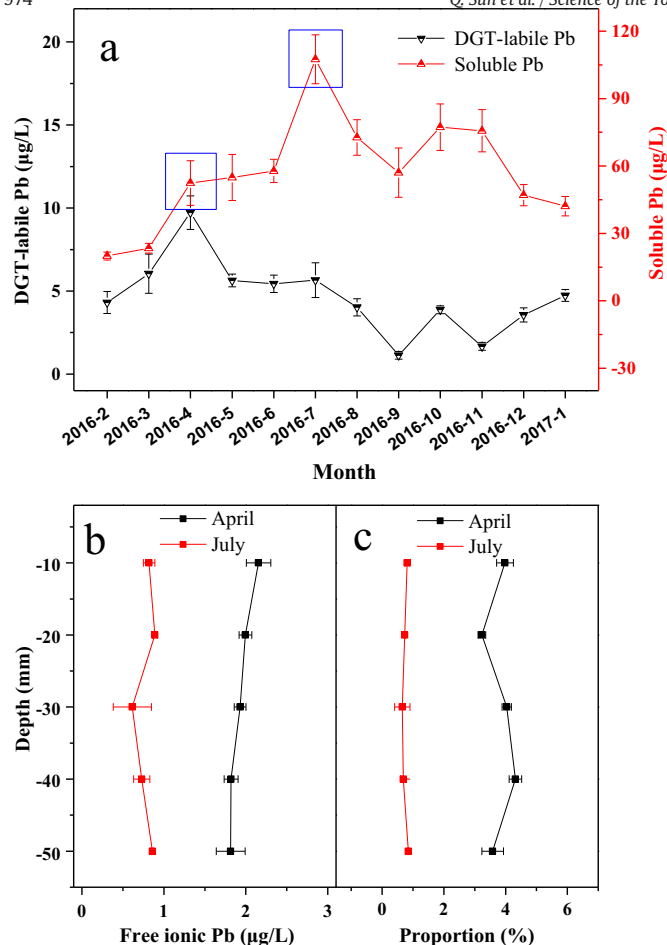 974
Q. Sun et al. / Science of the To
a
DGT-labile Pb
Soluble Pb
20
15
10
5
0
DGT-labile Pb (µg/L)
120
90
60
30
0
-30
Soluble Pb (µg/L)
2016-2
2016-3
2016-4
2016-5
2016-6
2016-7
2016-8
2016-9
2016-10
2016-11
2016-12
2017-1
Month
b
April
July
c
April
July
-10
-20
-30
-40
-50
Depth (mm)
0 1 2 3
0 2 4 6
Free ionic Pb (µg/L)
Proportion (%)